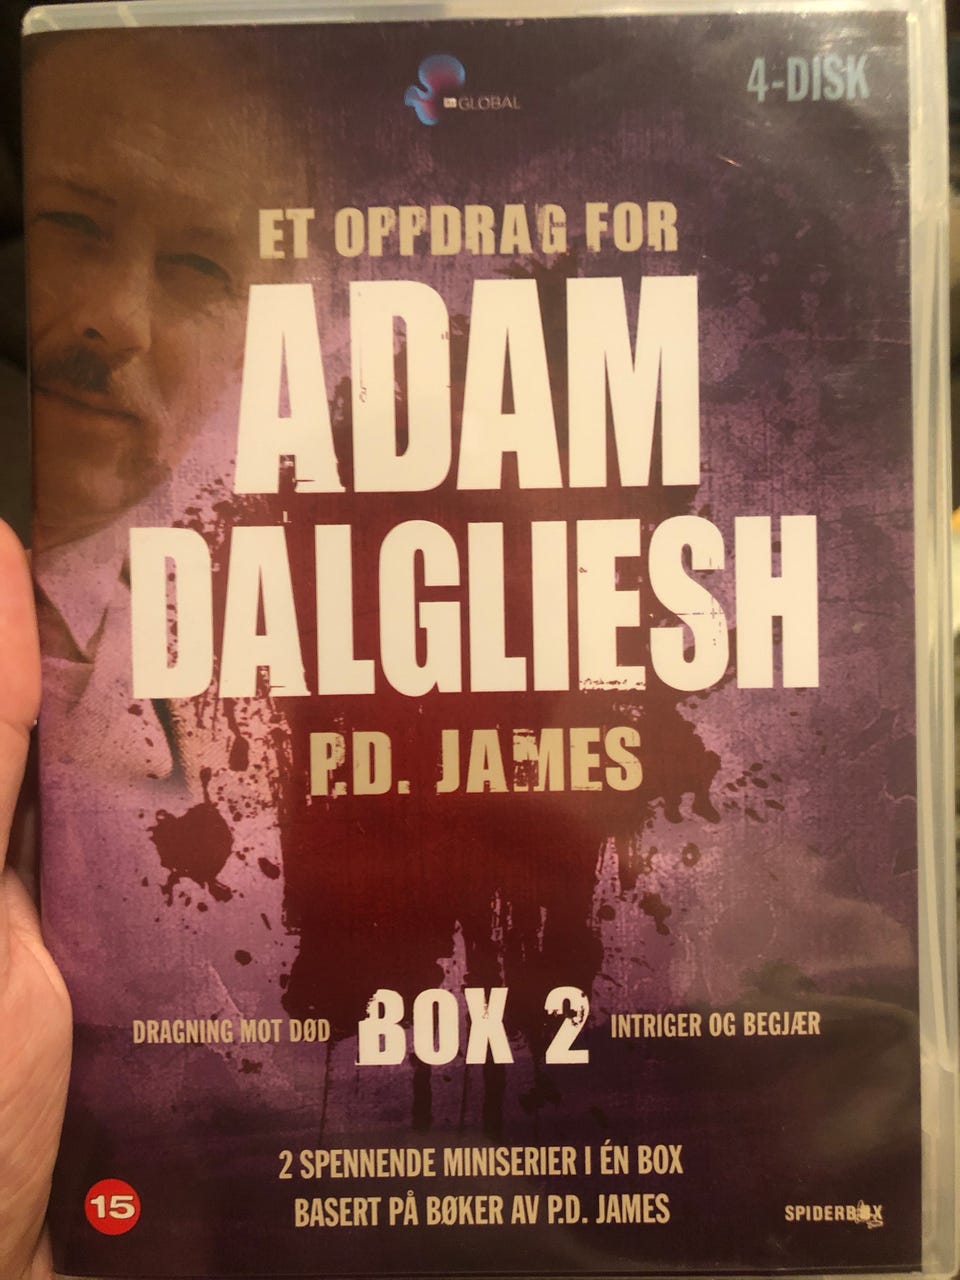 itv GLOBAL
4-DISK
ET OPPDRAG FOR
ADAM
DALGLIESH
P.D. JAMES
DRAGNING MOT DØD
BOX 2
INTRIGER OG BEGJÆR
2 SPENNENDE MINISERIER I ÉN BOX
BASERT PÅ BØKER AV P.D. JAMES
15
SPIDERBOX